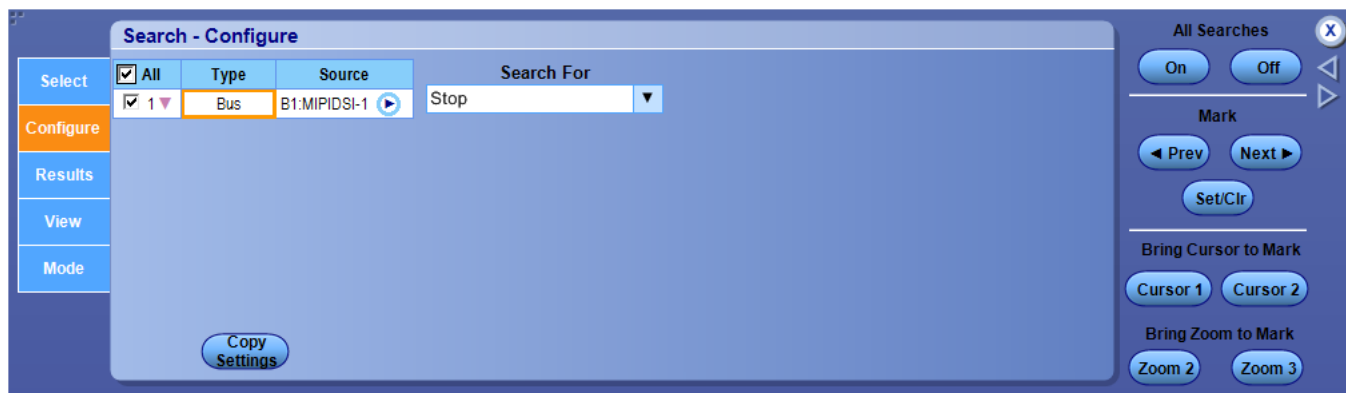 Search - Configure
Select
Configure
Results
View
Mode
All Type Source
1 Bus B1:MIPIDSI-1
Search For
Stop
Copy
Settings
All Searches
X
On Off
Mark
◄ Prev Next ►
Set/Clr
Bring Cursor to Mark
Cursor 1 Cursor 2
Bring Zoom to Mark
Zoom 2 Zoom 3